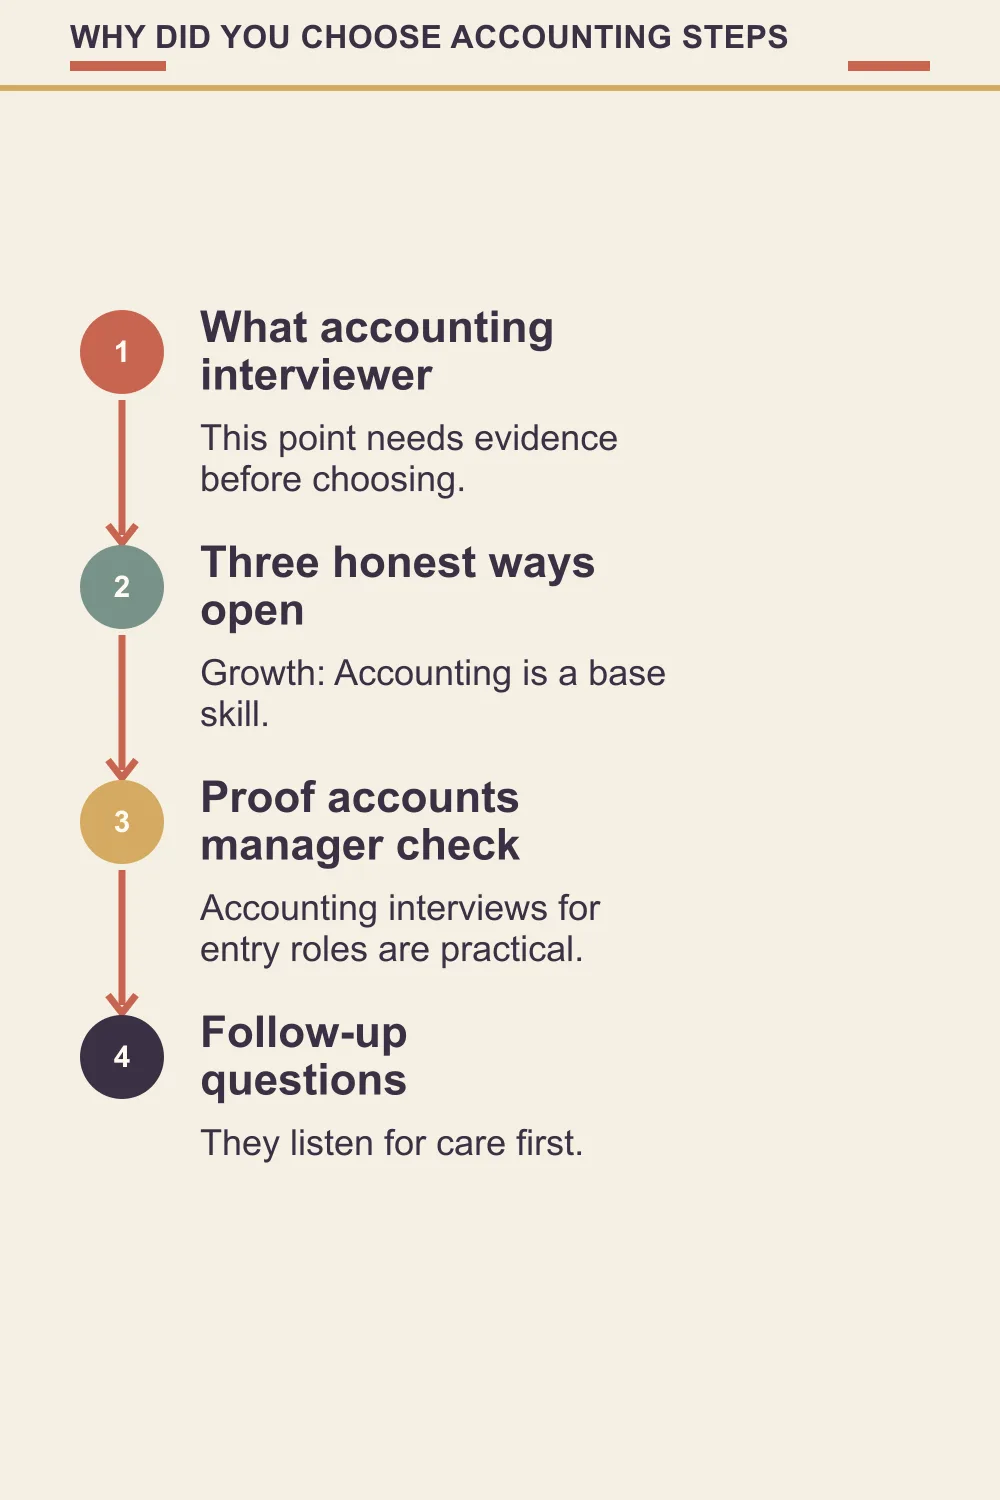 WHY DID YOU CHOOSE ACCOUNTING STEPS
1
What accounting
interviewer
This point needs evidence
before choosing.
2
Three honest ways
open
Growth: Accounting is a base
skill.
3
Proof accounts
manager check
Accounting interviews for
entry roles are practical.
4
Follow-up
questions
They listen for care first.